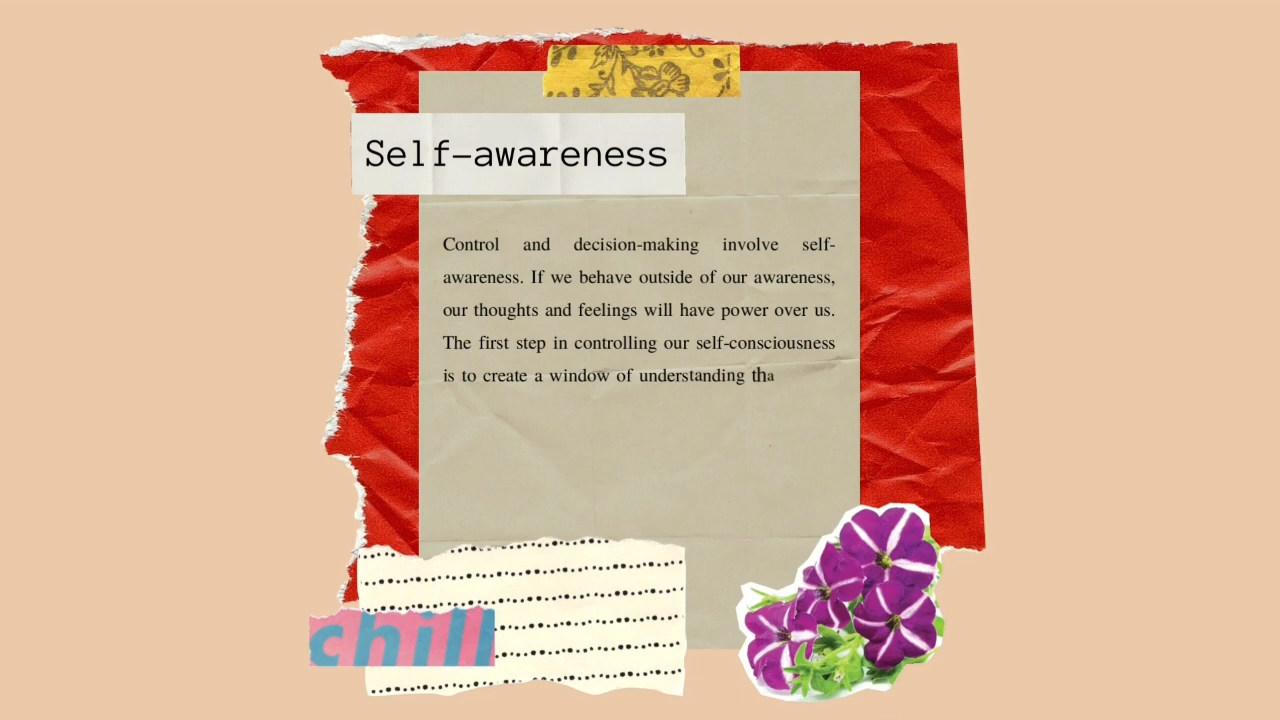 Self-awareness
Control and decision-making involve self-
awareness. If we behave outside of our awareness,
our thoughts and feelings will have power over us.
The first step in controlling our self-consciousness
is to create a window of understanding tha
chill